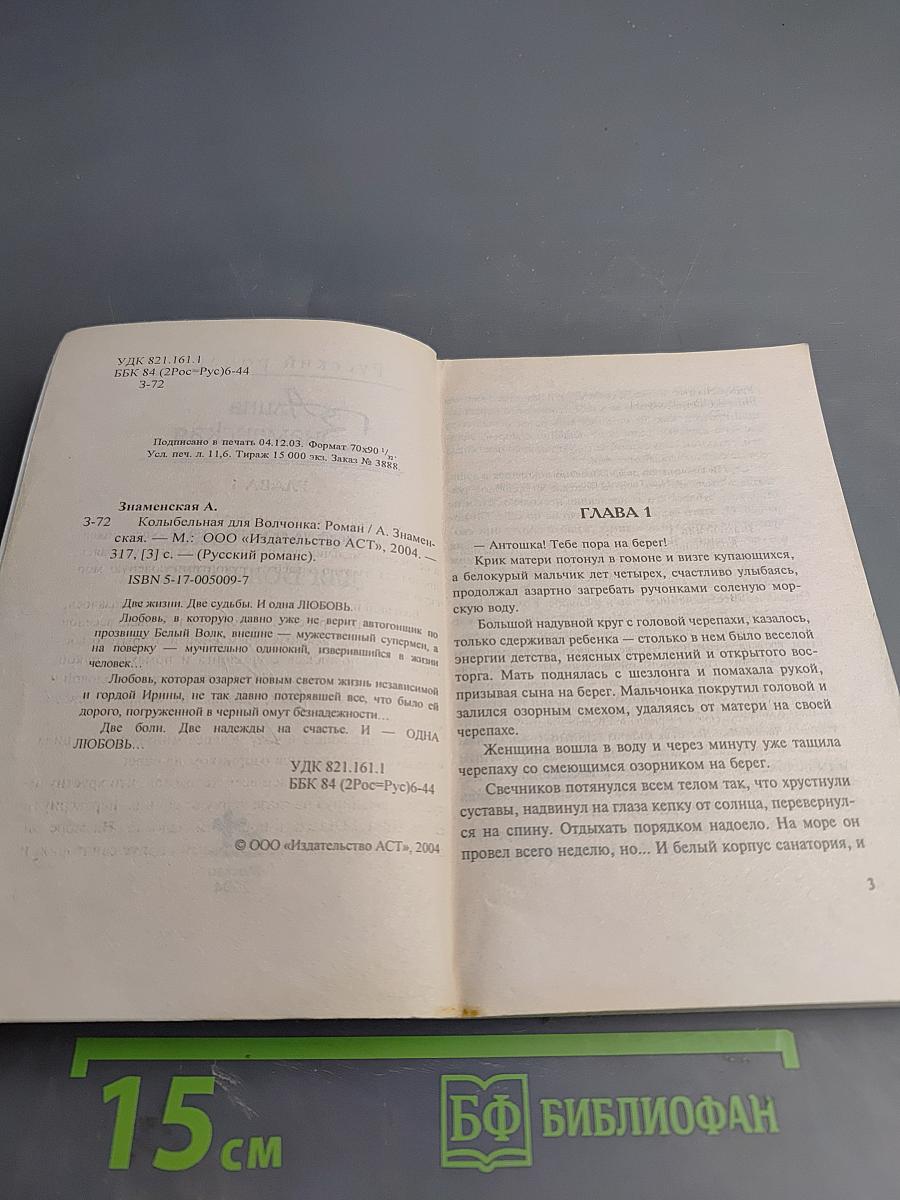 УДК 821.161.1
ББК 84 (2Рос=Рус)6-44
З-72
Подписано в печать 04.12.03. Формат 70x90 1/
Усл. печ. л. 11,6. Тираж 15 000 экз. Заказ № 3888.
Знаменская А.
З-72 Колыбельная для Волчонка: Роман / А. Знамен-
ская. — М.: ООО «Издательство АСТ», 2004. —
317, [3] с. — (Русский романс).
ISBN 5-17-005009-7
Две жизни. Две судьбы. И одна ЛЮБОВЬ.
Любовь, в которую давно уже не верит автогонщик по
прозвищу Белый Волк, внешне — мужественный супермен, а
на поверку — мучительно одинокий, изверившийся в жизни
человек...
Любовь, которая озаряет новым светом жизнь независимой
и гордой Ирины, не так давно потерявшей все, что было ей
дорого, погруженной в черный омут безнадежности...
Две боли. Две надежды на счастье. И — ОДНА
ЛЮБОВЬ...
УДК 821.161.1
ББК 84 (2Рос=Рус)6-44
© ООО «Издательство АСТ», 2004
ГЛАВА 1
— Антошка! Тебе пора на берег!
Крик матери потонул в гомоне и визге купающихся,
а белокурый мальчик лет четырех, счастливо улыбаясь,
продолжал азартно загребать ручонками соленую мор-
скую воду.
Большой надувной круг с головой черепахи, казалось,
только сдерживал ребенка — столько в нем было веселой
энергии детства, неясных стремлений и открытого вос-
торга. Мать поднялась с шезлонга и помахала рукой,
призывая сына на берег. Мальчонка покрутил головой и
залился озорным смехом, удаляясь от матери на своей
черепахе.
Женщина вошла в воду и через минуту уже тащила
черепаху со смеющимся озорником на берег.
Свечников потянулся всем телом так, что хрустнули
суставы, надвинул на глаза кепку от солнца, перевернул-
ся на спину. Отдыхать порядком надоело. На море он
провел всего неделю, но... И белый корпус санатория, и
3
15 см
БФ БИБЛИОФАН